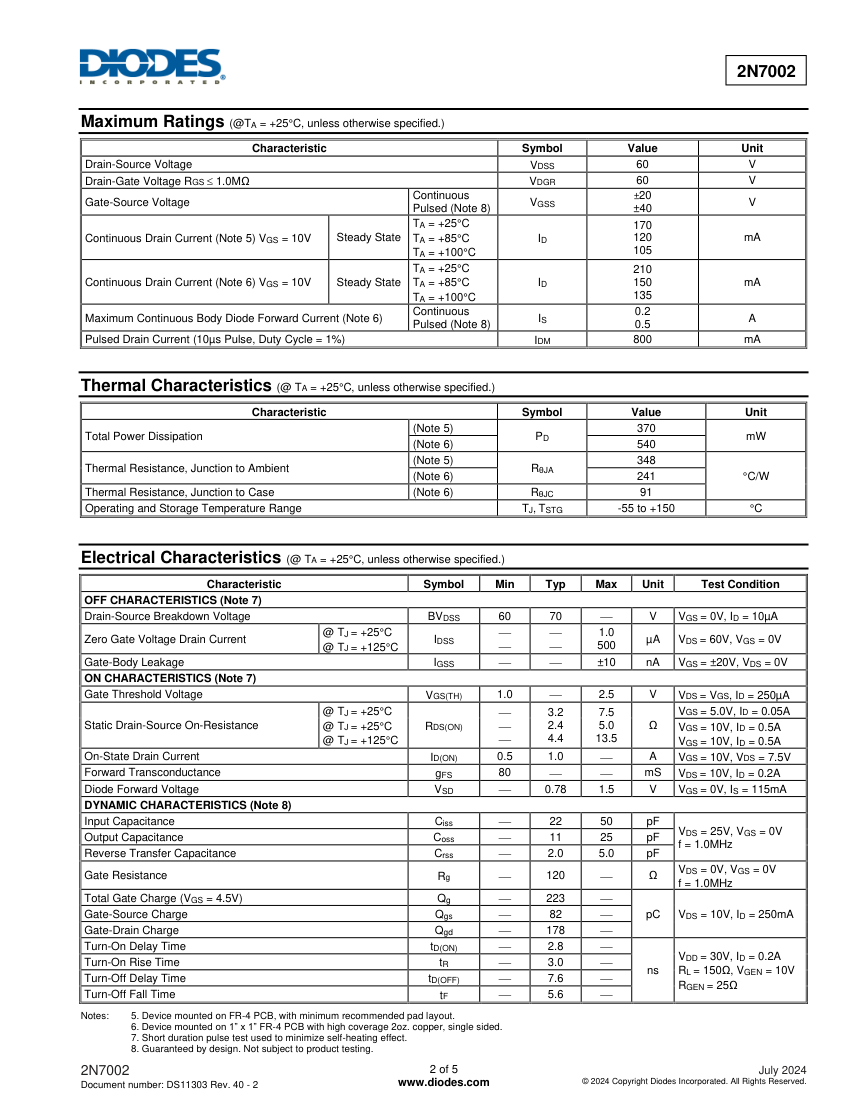 DIODES
INCORPORATED
®
2N7002
Maximum Ratings (@TA = +25°C, unless otherwise specified.)
Characteristic Symbol Value Unit
Drain-Source Voltage VDSS 60 V
Drain-Gate Voltage RGS ≤ 1.0MΩ VDGR 60 V
Gate-Source Voltage Continuous VGSS ±20 V
Pulsed (Note 8) ±40
Continuous Drain Current (Note 5) VGS = 10V Steady State TA = +25°C ID 170 mA
TA = +85°C 120
TA = +100°C 105
Continuous Drain Current (Note 6) VGS = 10V Steady State TA = +25°C ID 210 mA
TA = +85°C 150
TA = +100°C 135
Maximum Continuous Body Diode Forward Current (Note 6) Continuous IS 0.2 A
Pulsed (Note 8) 0.5
Pulsed Drain Current (10µs Pulse, Duty Cycle = 1%) IDM 800 mA
Thermal Characteristics (@ TA = +25°C, unless otherwise specified.)
Characteristic Symbol Value Unit
Total Power Dissipation (Note 5) PD 370 mW
(Note 6) 540
Thermal Resistance, Junction to Ambient (Note 5) RθJA 348 °C/W
(Note 6) 241
Thermal Resistance, Junction to Case (Note 6) RθJC 91
Operating and Storage Temperature Range TJ, TSTG -55 to +150 °C
Electrical Characteristics (@ TA = +25°C, unless otherwise specified.)
Characteristic Symbol Min Typ Max Unit Test Condition
OFF CHARACTERISTICS (Note 7)
Drain-Source Breakdown Voltage BVDSS 60 70 — V VGS = 0V, ID = 10µA
Zero Gate Voltage Drain Current @ TJ = +25°C IDSS — — 1.0 µA VDS = 60V, VGS = 0V
@ TJ = +125°C — — 500
Gate-Body Leakage IGSS — — ±10 nA VGS = ±20V, VDS = 0V
ON CHARACTERISTICS (Note 7)
Gate Threshold Voltage VGS(TH) 1.0 — 2.5 V VDS = VGS, ID = 250µA
Static Drain-Source On-Resistance @ TJ = +25°C RDS(ON) — 3.2 7.5 Ω VGS = 5.0V, ID = 0.05A
@ TJ = +25°C — 2.4 5.0 VGS = 10V, ID = 0.5A
@ TJ = +125°C — 4.4 13.5 VGS = 10V, ID = 0.5A
On-State Drain Current ID(ON) 0.5 1.0 — A VGS = 10V, VDS = 7.5V
Forward Transconductance gFS 80 — — mS VDS = 10V, ID = 0.2A
Diode Forward Voltage VSD — 0.78 1.5 V VGS = 0V, IS = 115mA
DYNAMIC CHARACTERISTICS (Note 8)
Input Capacitance Ciss — 22 50 pF VDS = 25V, VGS = 0V
Output Capacitance Coss — 11 25 pF f = 1.0MHz
Reverse Transfer Capacitance Crss — 2.0 5.0 pF
Gate Resistance Rg — 120 — Ω VDS = 0V, VGS = 0V
f = 1.0MHz
Total Gate Charge (VGS = 4.5V) Qg — 223 — pC VDS = 10V, ID = 250mA
Gate-Source Charge Qgs — 82 —
Gate-Drain Charge Qgd — 178 —
Turn-On Delay Time tD(ON) — 2.8 — ns VDD = 30V, ID = 0.2A
Turn-On Rise Time tR — 3.0 — RL = 150Ω, VGEN = 10V
Turn-Off Delay Time tD(OFF) — 7.6 — RGEN = 25Ω
Turn-Off Fall Time tF — 5.6 —
Notes: 5. Device mounted on FR-4 PCB, with minimum recommended pad layout.
6. Device mounted on 1" x 1" FR-4 PCB with high coverage 2oz. copper, single sided.
7. Short duration pulse test used to minimize self-heating effect.
8. Guaranteed by design. Not subject to product testing.
2N7002 2 of 5 July 2024
Document number: DS11303 Rev. 40 - 2 www.diodes.com © 2024 Copyright Diodes Incorporated. All Rights Reserved.